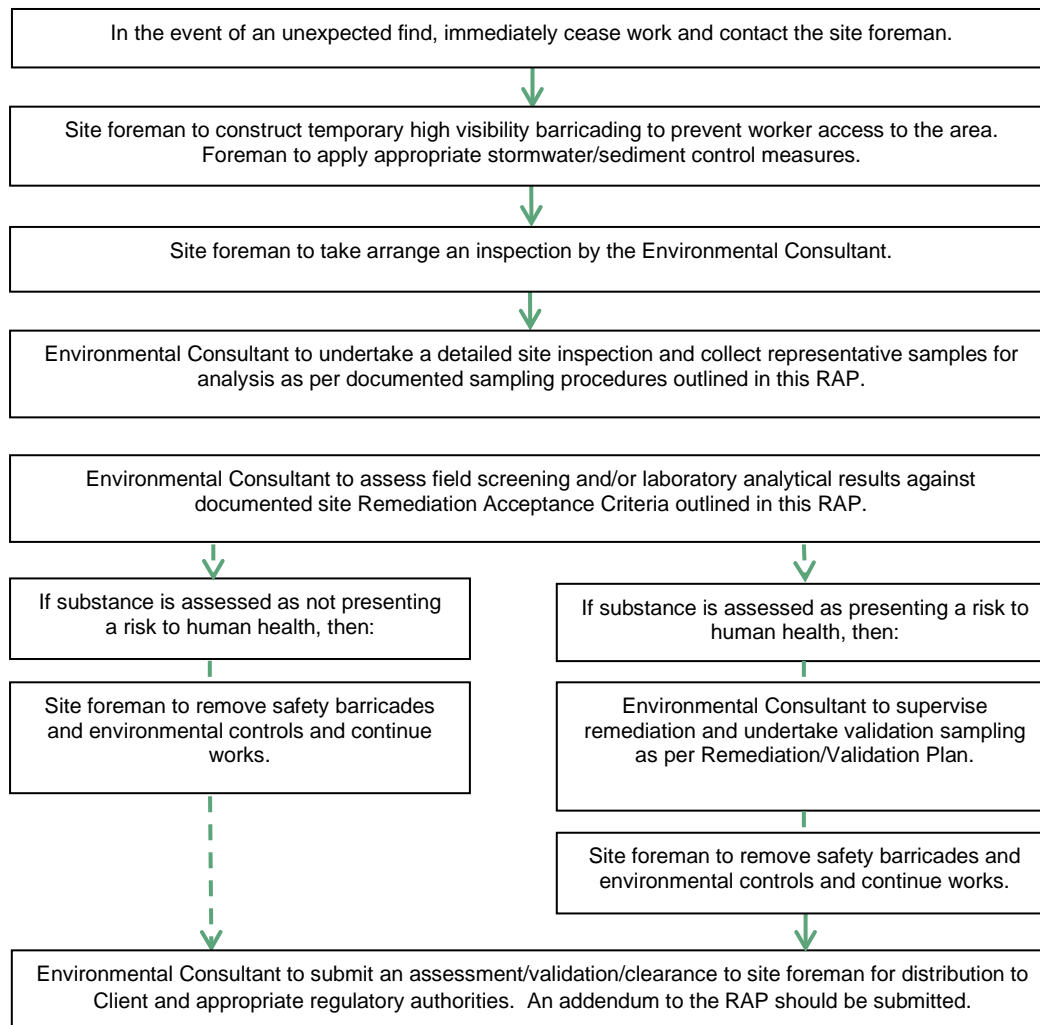 In the event of an unexpected find, immediately cease work and contact the site foreman.
Site foreman to construct temporary high visibility barricading to prevent worker access to the area.
Foreman to apply appropriate stormwater/sediment control measures.
Site foreman to take arrange an inspection by the Environmental Consultant.
Environmental Consultant to undertake a detailed site inspection and collect representative samples for
analysis as per documented sampling procedures outlined in this RAP.
Environmental Consultant to assess field screening and/or laboratory analytical results against
documented site Remediation Acceptance Criteria outlined in this RAP.
If substance is assessed as not presenting
a risk to human health, then:
Site foreman to remove safety barricades
and environmental controls and continue
works.
If substance is assessed as presenting a risk to
human health, then:
Environmental Consultant to supervise
remediation and undertake validation sampling
as per Remediation/Validation Plan.
Site foreman to remove safety barricades and
environmental controls and continue works.
Environmental Consultant to submit an assessment/validation/clearance to site foreman for distribution to
Client and appropriate regulatory authorities.  An addendum to the RAP should be submitted.